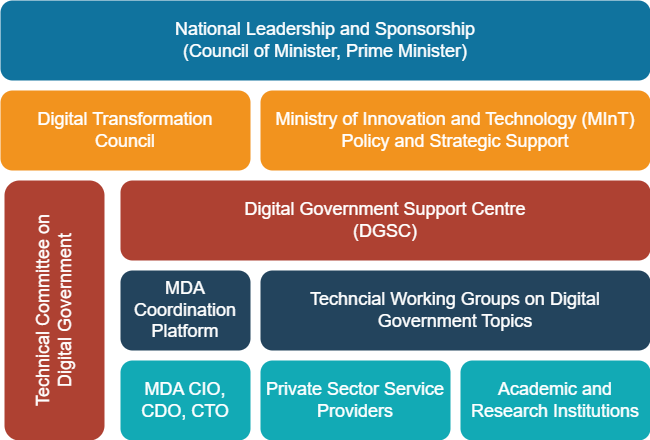 National Leadership and Sponsorship
(Council of Minister, Prime Minister)
Digital Transformation
Council
Ministry of Innovation and Technology (MInT)
Policy and Strategic Support
Technical Committee on
Digital Government
Digital Government Support Centre
(DGSC)
MDA
Coordination
Platform
Techncial Working Groups on Digital
Government Topics
MDA CIO,
CDO, CTO
Private Sector Service
Providers
Academic and
Research Institutions